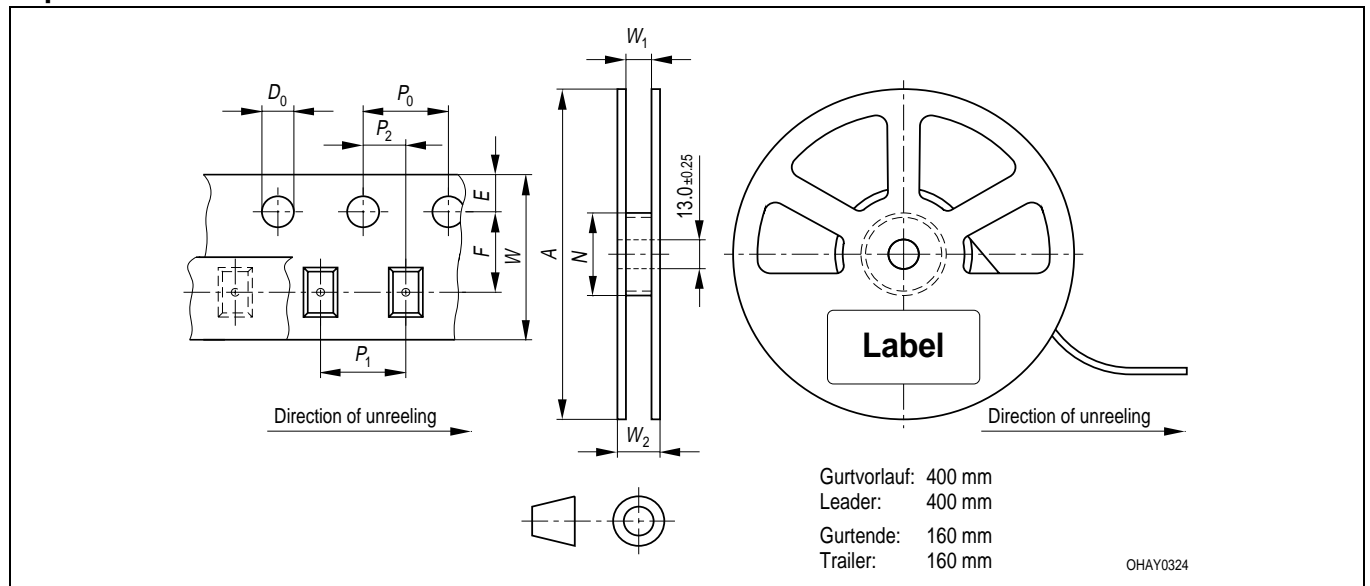 W1
D0
P0
P2
E
F
W
A
N
13.0±0.25
P1
Label
Direction of unreeling
W2
Direction of unreeling
Gurtvorlauf: 400 mm
Leader: 400 mm
Gurtende: 160 mm
Trailer: 160 mm
OHAY0324